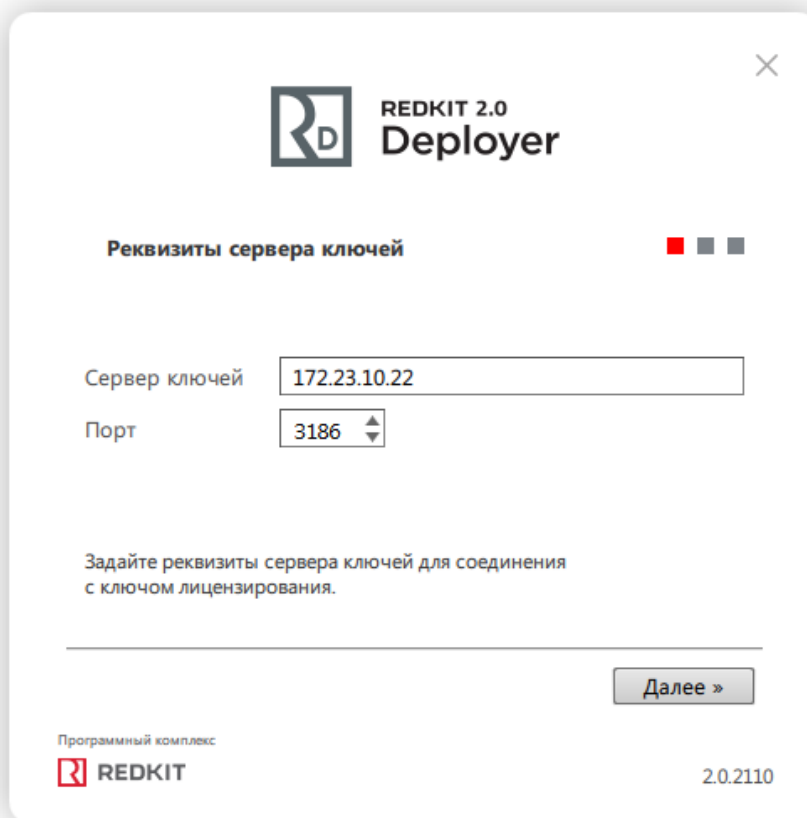 REDKIT 2.0
Deployer
Реквизиты сервера ключей
Сервер ключей 172.23.10.22
Порт 3186
Задайте реквизиты сервера ключей для соединения
с ключом лицензирования.
Далее »
Программный комплекс
REDKIT
2.0.2110